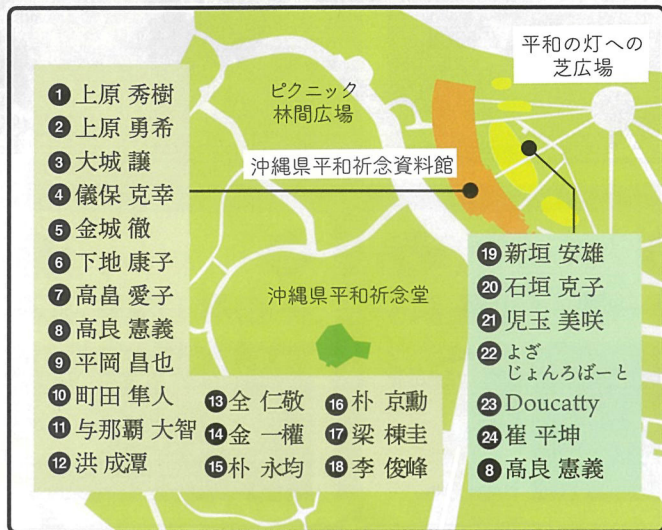 平和の灯への
芝広場
ピクニック
林間広場
沖縄県平和祈念資料館
沖縄県平和祈念堂
1 上原 秀樹
2 上原 勇希
3 大城 譲
4 儀保 克幸
5 金城 徹
6 下地 康子
7 高畠 愛子
8 高良 憲義
9 平岡 昌也
10 町田 隼人
11 与那覇 大智
12 洪 成潭
13 全 仁敬
14 金 一權
15 朴 永均
16 朴 京勳
17 梁 棟圭
18 李 俊峰
19 新垣 安雄
20 石垣 克子
21 児玉 美咲
22 よざ
じょんろばーと
23 Doucatty
24 崔 平坤
8 高良 憲義